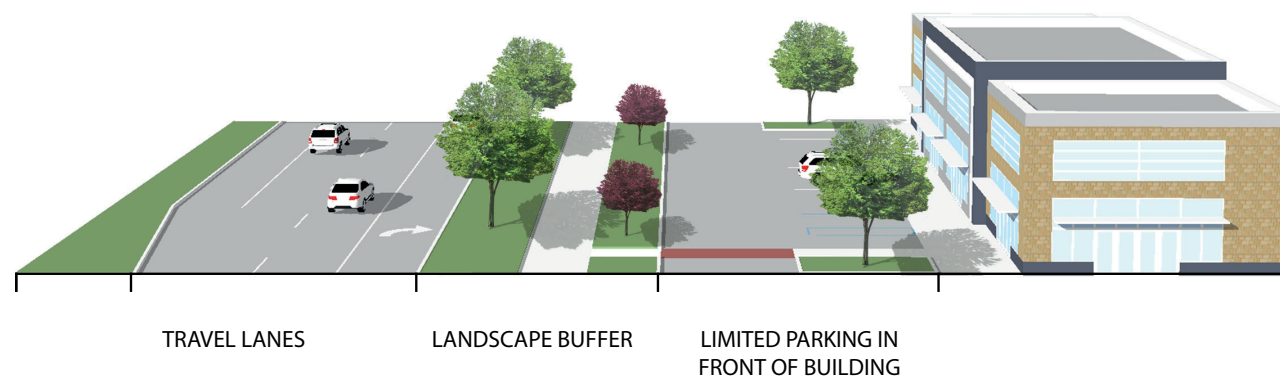 TRAVEL LANES
LANDSCAPE BUFFER
LIMITED PARKING IN
FRONT OF BUILDING